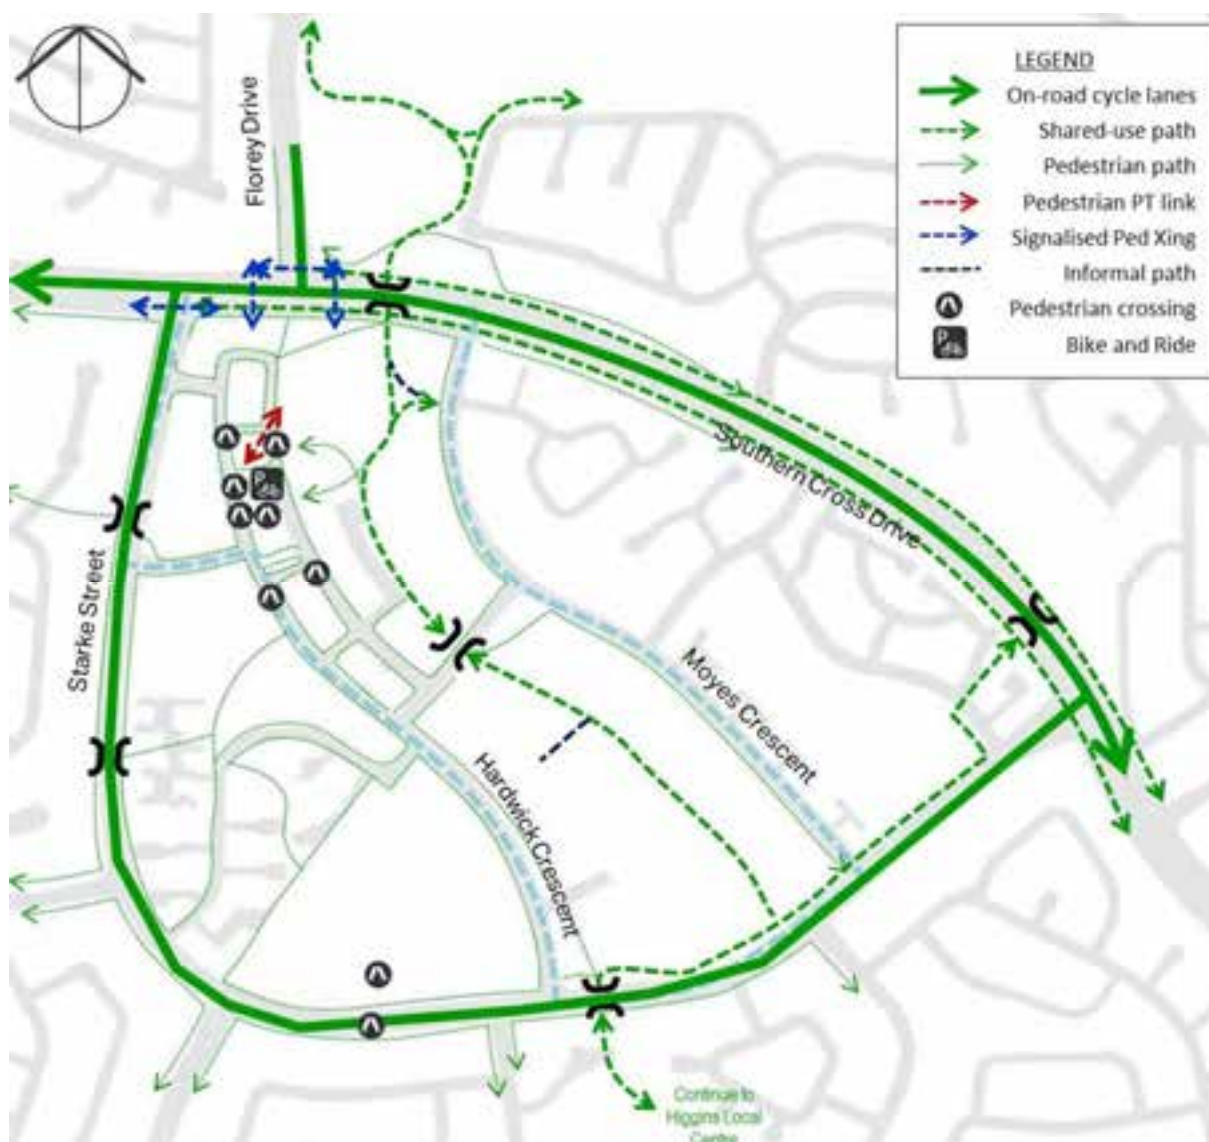 LEGEND
On-road cycle lanes
Shared-use path
Pedestrian path
Pedestrian PT link
Signalised Ped Xing
Informal path
Pedestrian crossing
P
Bike and Ride
Florey Drive
Southern Cross Drive
P
Starke Street
Moyes Crescent
Hardwick Crescent
Continue to
Higgins Local
Centre